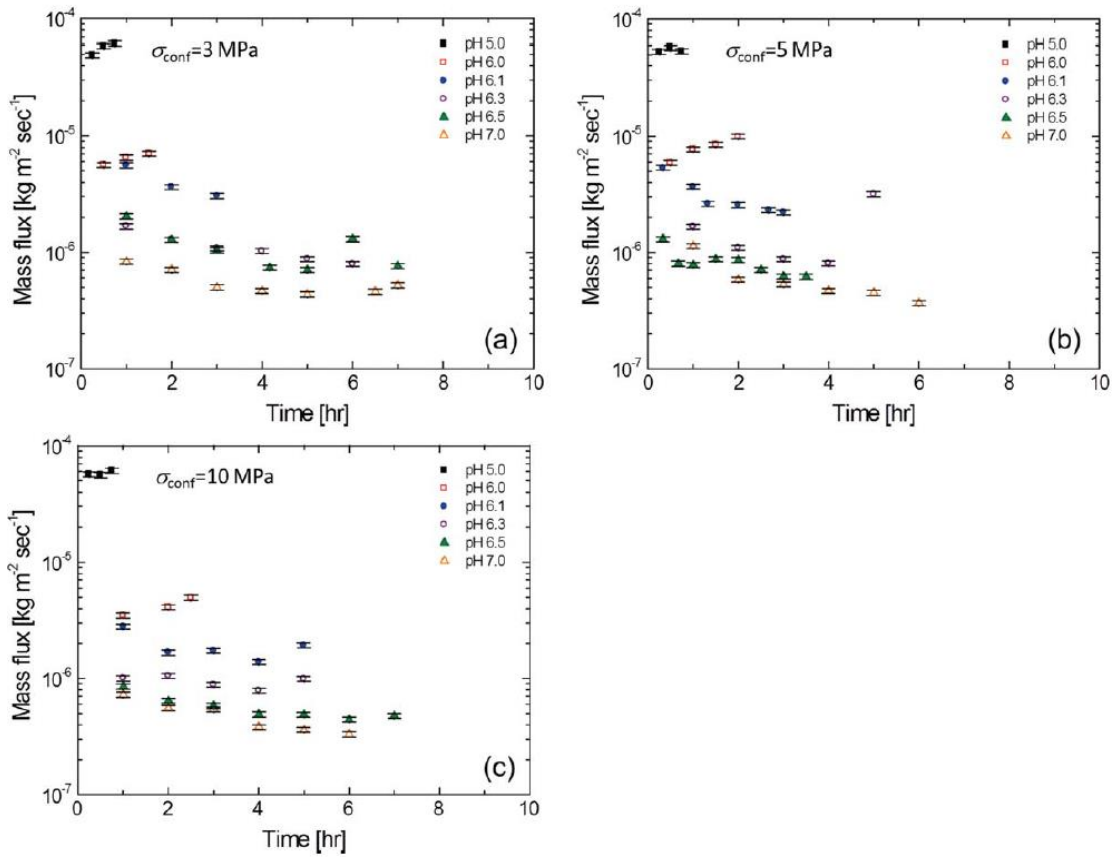 10⁻⁴
10⁻⁵
10⁻⁶
10⁻⁷
Mass flux [kg m⁻² sec⁻¹]
σconf=3 MPa
pH 5.0
pH 6.0
pH 6.1
pH 6.3
pH 6.5
pH 7.0
(a)
0 2 4 6 8 10
Time [hr]
10⁻⁴
10⁻⁵
10⁻⁶
10⁻⁷
Mass flux [kg m⁻² sec⁻¹]
σconf=5 MPa
pH 5.0
pH 6.0
pH 6.1
pH 6.3
pH 6.5
pH 7.0
(b)
0 2 4 6 8 10
Time [hr]
10⁻⁴
10⁻⁵
10⁻⁶
10⁻⁷
Mass flux [kg m⁻² sec⁻¹]
σconf=10 MPa
pH 5.0
pH 6.0
pH 6.1
pH 6.3
pH 6.5
pH 7.0
(c)
0 2 4 6 8 10
Time [hr]